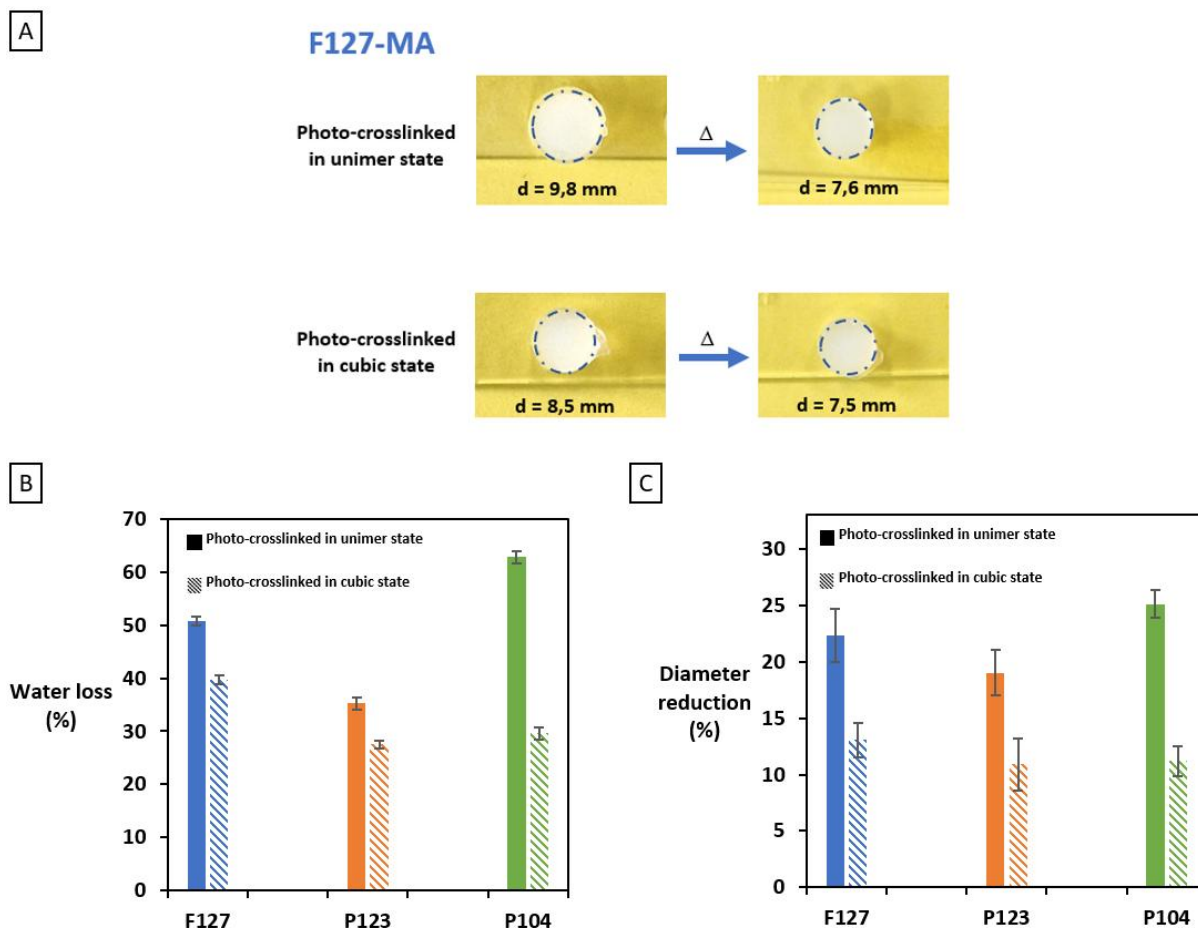 A
F127-MA
Photo-crosslinked
in unimer state
Δ
d = 9,8 mm
d = 7,6 mm
Photo-crosslinked
in cubic state
Δ
d = 8,5 mm
d = 7,5 mm
B
70
60
50
40
30
20
10
0
Water loss
(%)
Photo-crosslinked in unimer state
Photo-crosslinked in cubic state
F127
P123
P104
C
30
25
20
15
10
5
0
Diameter
reduction
(%)
Photo-crosslinked in unimer state
Photo-crosslinked in cubic state
F127
P123
P104